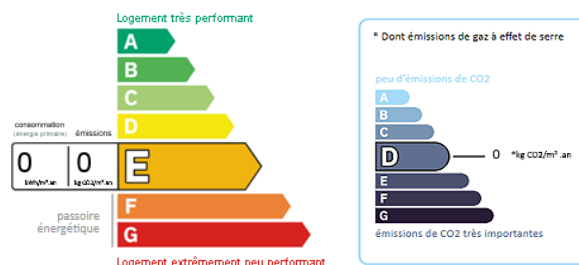 Logement très performant
A
B
C
D
consommation
(énergie primaire)
émissions
0
kWh/m².an
0
kg CO2/m².an
E
passoire
énergétique
F
G
Logement extrêmement peu performant
* Dont émissions de gaz à effet de serre
peu d'émissions de CO2
A
B
C
D
0
*kg CO2/m².an
E
F
G
émissions de CO2 très importantes